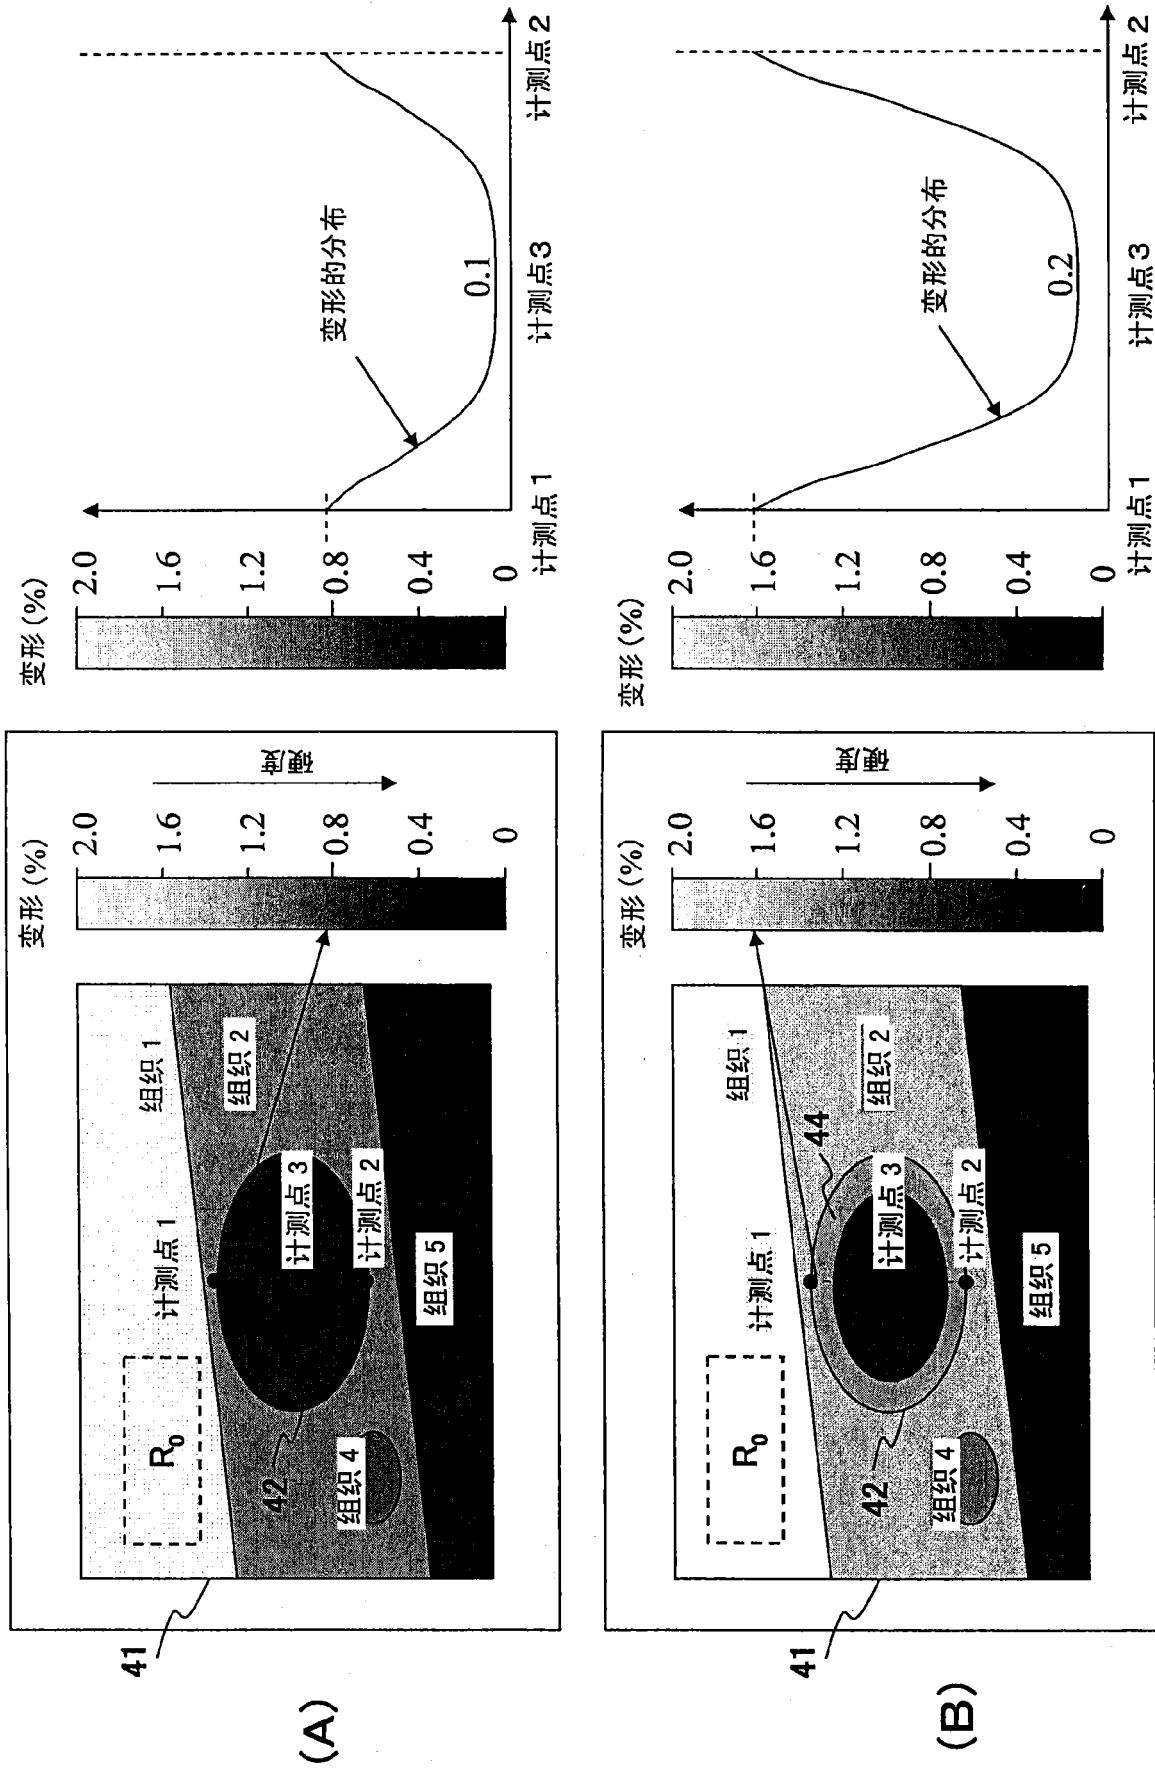 (A)
41
R₀
计测点 1
组织 1
组织 2
42
计测点 3
组织 4
计测点 2
组织 5
变形 (%)
2.0
1.6
1.2
0.8
0.4
0
硬度
变形 (%)
2.0
1.6
1.2
0.8
0.4
0
变形的分布
0.1
计测点 1
计测点3
计测点 2
(B)
41
R₀
计测点 1
组织 1
44
组织 2
42
计测点 3
组织 4
计测点 2
组织 5
变形 (%)
2.0
1.6
1.2
0.8
0.4
0
硬度
变形 (%)
2.0
1.6
1.2
0.8
0.4
0
变形的分布
0.2
计测点 1
计测点 3
计测点 2